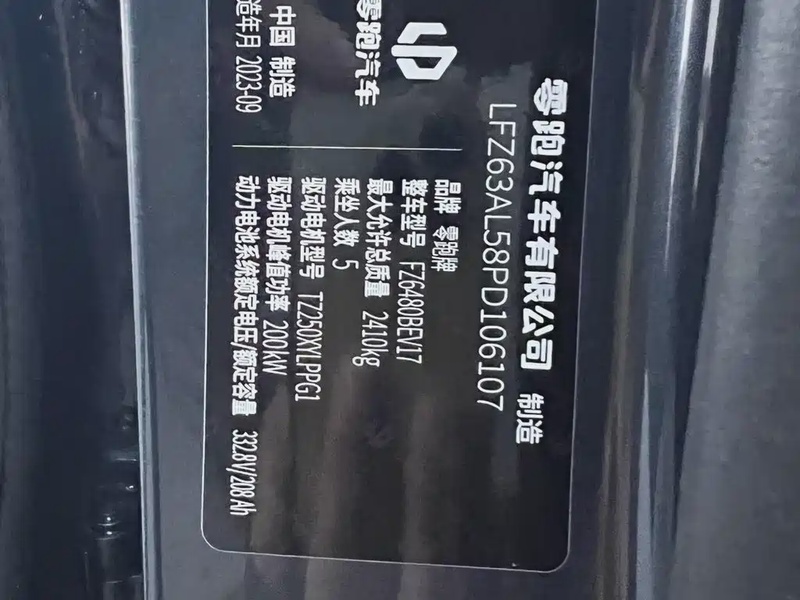 零跑汽车有限公司 制造
LFZ63AL58PD106107
零跑汽车
中国 制造
造年月 2023-09
品牌 零跑牌
整车型号 FZ6480BEV17
最大允许总质量 2410kg
乘坐人数 5
驱动电机型号 TZ250XYLPPG1
驱动电机峰值功率 200kW
动力电池系统额定电压/额定容量 332.8V/208Ah